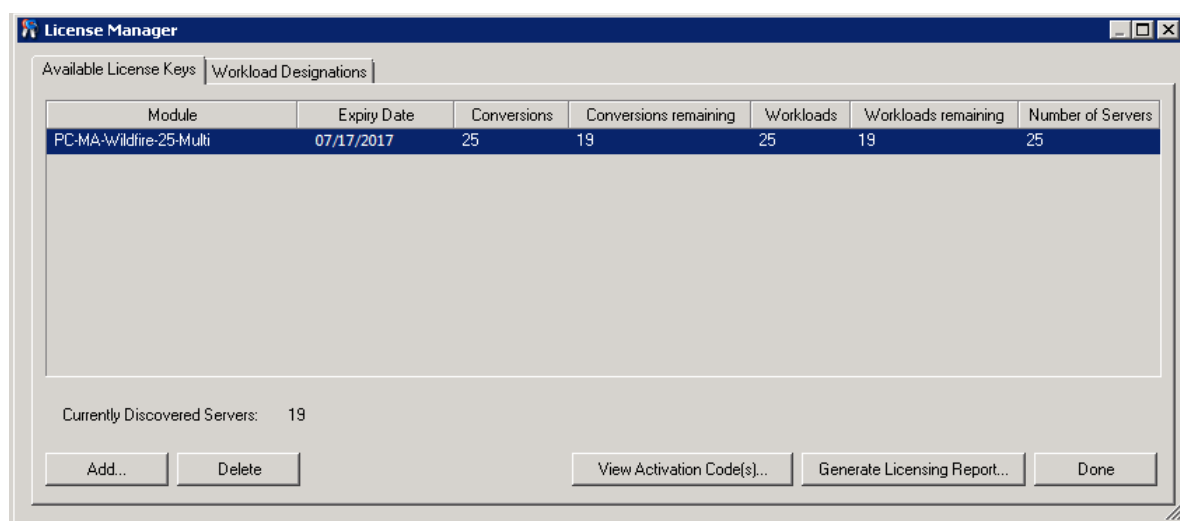 License Manager
Available License Keys Workload Designations
Module Expiry Date Conversions Conversions remaining Workloads Workloads remaining Number of Servers
PC-MA-Wildfire-25-Multi 07/17/2017 25 19 25 19 25
Currently Discovered Servers: 19
Add... Delete View Activation Code(s)... Generate Licensing Report... Done